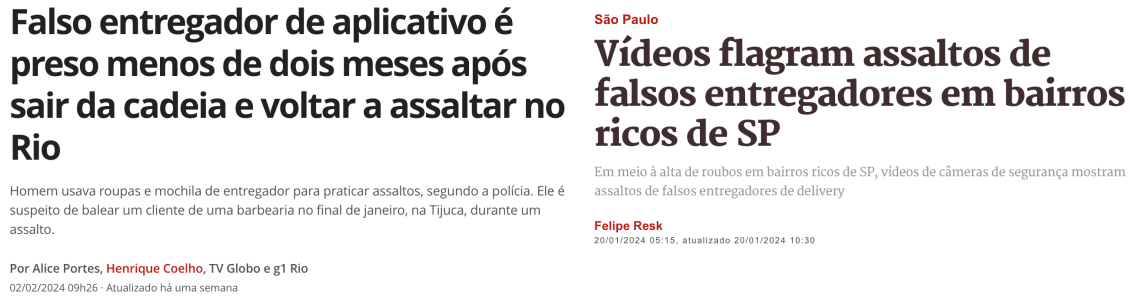 Falso entregador de aplicativo é
preso menos de dois meses após
sair da cadeia e voltar a assaltar no
Rio
Homem usava roupas e mochila de entregador para praticar assaltos, segundo a polícia. Ele é
suspeito de balear um cliente de uma barbearia no final de janeiro, na Tijuca, durante um
assalto.
Por Alice Portes, Henrique Coelho, TV Globo e g1 Rio
02/02/2024 09h26 · Atualizado há uma semana
São Paulo
Vídeos flagram assaltos de
falsos entregadores em bairros
ricos de SP
Em meio à alta de roubos em bairros ricos de SP, vídeos de câmeras de segurança mostram
assaltos de falsos entregadores de delivery
Felipe Resk
20/01/2024 05:15, atualizado 20/01/2024 10:30